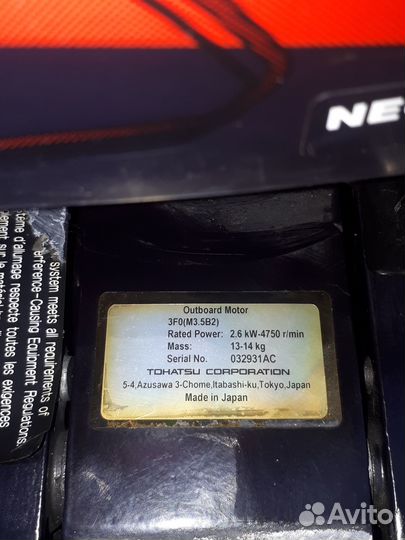 NE
system meets all requirements of
erference-Causing Equipment Regulations.
tème d'allumage respecte toutes les exigences
ement sur le matériel
Outboard Motor
3F0(M3.5B2)
Rated Power: 2.6 kW-4750 r/min
Mass: 13-14 kg
Serial No. 032931AC
TOHATSU CORPORATION
5-4,Azusawa 3-Chome,Itabashi-ku,Tokyo,Japan
Made in Japan
Avito